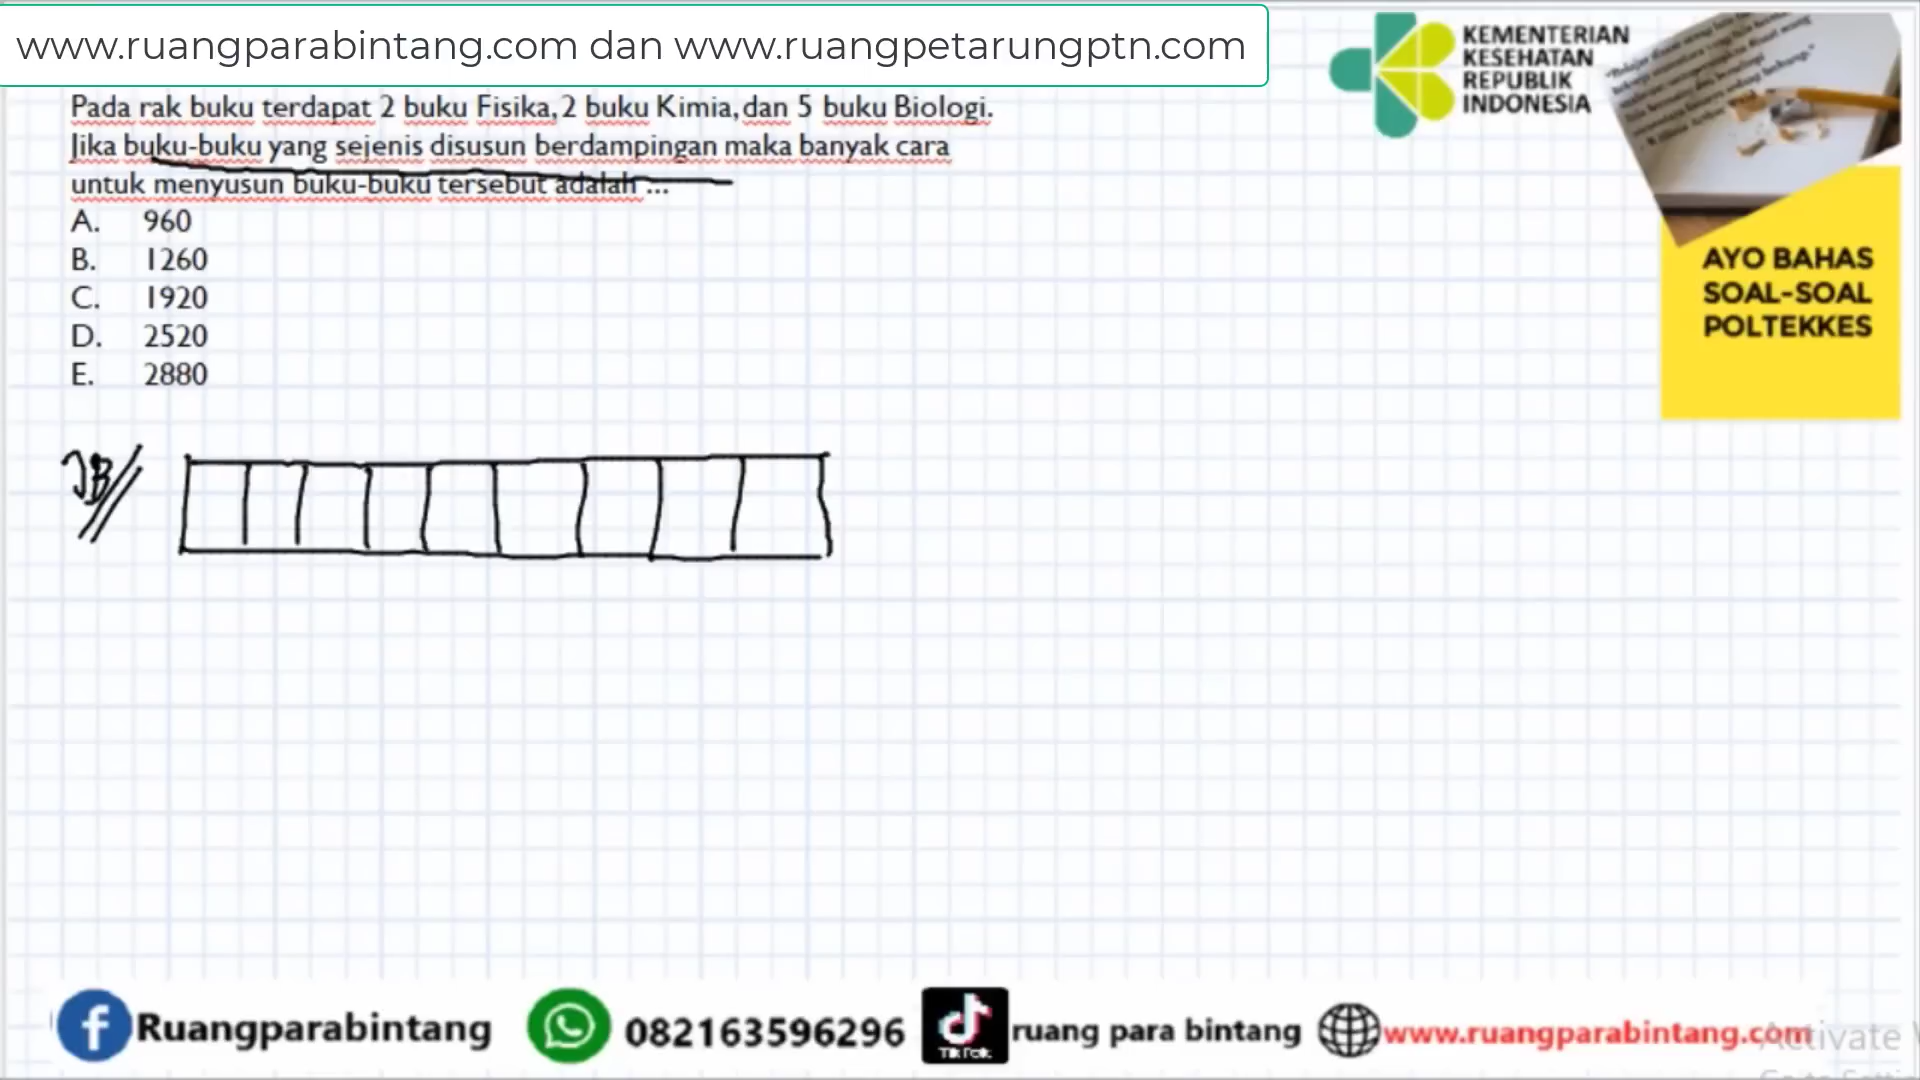 www.ruangparabintang.com dan www.ruangpetarungptn.com
KEMENTERIAN
KESEHATAN
REPUBLIK
INDONESIA
Pada rak buku terdapat 2 buku Fisika, 2 buku Kimia, dan 5 buku Biologi.
Jika buku-buku yang sejenis disusun berdampingan maka banyak cara
untuk menyusun buku-buku tersebut adalah ...
A. 960
B. 1260
C. 1920
D. 2520
E. 2880
AYO BAHAS
SOAL-SOAL
POLTEKKES
JB//
Ruangparabintang
082163596296
TikTok
ruang para bintang
www.ruangparabintang.com
Activate